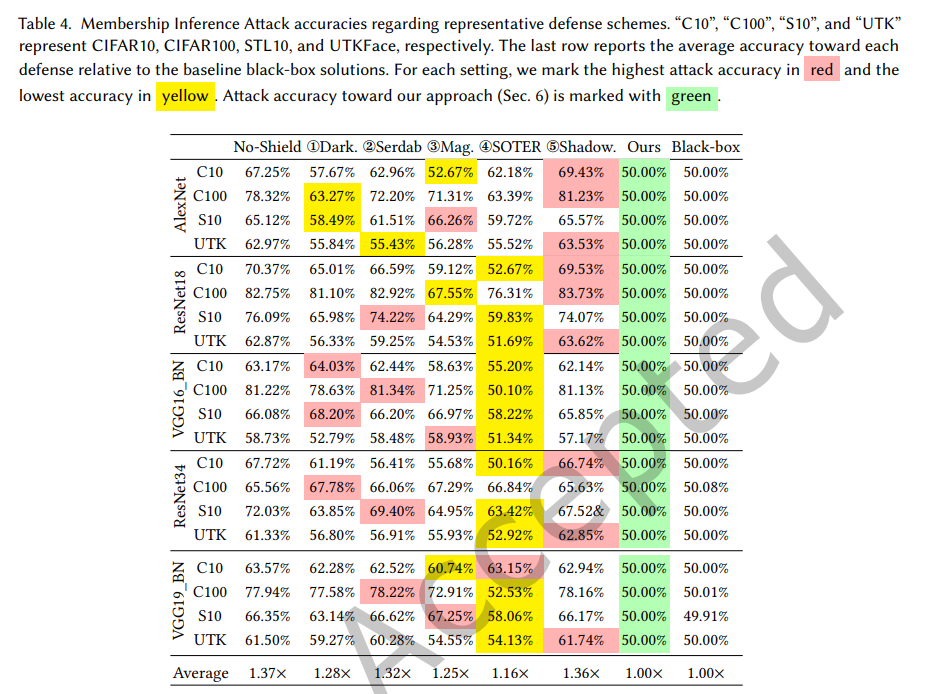 Table 4. Membership Inference Attack accuracies regarding representative defense schemes. “C10”, “C100”, “S10”, and “UTK”
represent CIFAR10, CIFAR100, STL10, and UTKFace, respectively. The last row reports the average accuracy toward each
defense relative to the baseline black-box solutions. For each setting, we mark the highest attack accuracy in red and the
lowest accuracy in yellow . Attack accuracy toward our approach (Sec. 6) is marked with green .
No-Shield ①Dark. ②Serdab ③Mag. ④SOTER ⑤Shadow. Ours Black-box
AlexNet
C10 67.25% 57.67% 62.96% 52.67% 62.18% 69.43% 50.00% 50.00%
C100 78.32% 63.27% 72.20% 71.31% 63.39% 81.23% 50.00% 50.00%
S10 65.12% 58.49% 61.51% 66.26% 59.72% 65.57% 50.00% 50.00%
UTK 62.97% 55.84% 55.43% 56.28% 55.52% 63.53% 50.00% 50.00%
ResNet18
C10 70.37% 65.01% 66.59% 59.12% 52.67% 69.53% 50.00% 50.00%
C100 82.75% 81.10% 82.92% 67.55% 76.31% 83.73% 50.00% 50.00%
S10 76.09% 65.98% 74.22% 64.29% 59.83% 74.07% 50.00% 50.00%
UTK 62.87% 56.33% 59.25% 54.53% 51.69% 63.62% 50.00% 50.00%
VGG16_BN
C10 63.17% 64.03% 62.44% 58.63% 55.20% 62.14% 50.00% 50.00%
C100 81.22% 78.63% 81.34% 71.25% 50.10% 81.13% 50.00% 50.00%
S10 66.08% 68.20% 66.20% 66.97% 58.22% 65.85% 50.00% 50.00%
UTK 58.73% 52.79% 58.48% 58.93% 51.34% 57.17% 50.00% 50.00%
ResNet34
C10 67.72% 61.19% 56.41% 55.68% 50.16% 66.74% 50.00% 50.00%
C100 65.56% 67.78% 66.06% 67.29% 66.84% 65.63% 50.00% 50.08%
S10 72.03% 63.85% 69.40% 64.95% 63.42% 67.52& 50.00% 50.00%
UTK 61.33% 56.80% 56.91% 55.93% 52.92% 62.85% 50.00% 50.00%
VGG19_BN
C10 63.57% 62.28% 62.52% 60.74% 63.15% 62.94% 50.00% 50.00%
C100 77.94% 77.58% 78.22% 72.91% 52.53% 78.16% 50.00% 50.01%
S10 66.35% 63.14% 66.62% 67.25% 58.06% 66.17% 50.00% 49.91%
UTK 61.50% 59.27% 60.28% 54.55% 54.13% 61.74% 50.00% 50.00%
Average 1.37× 1.28× 1.32× 1.25× 1.16× 1.36× 1.00× 1.00×
Accepted